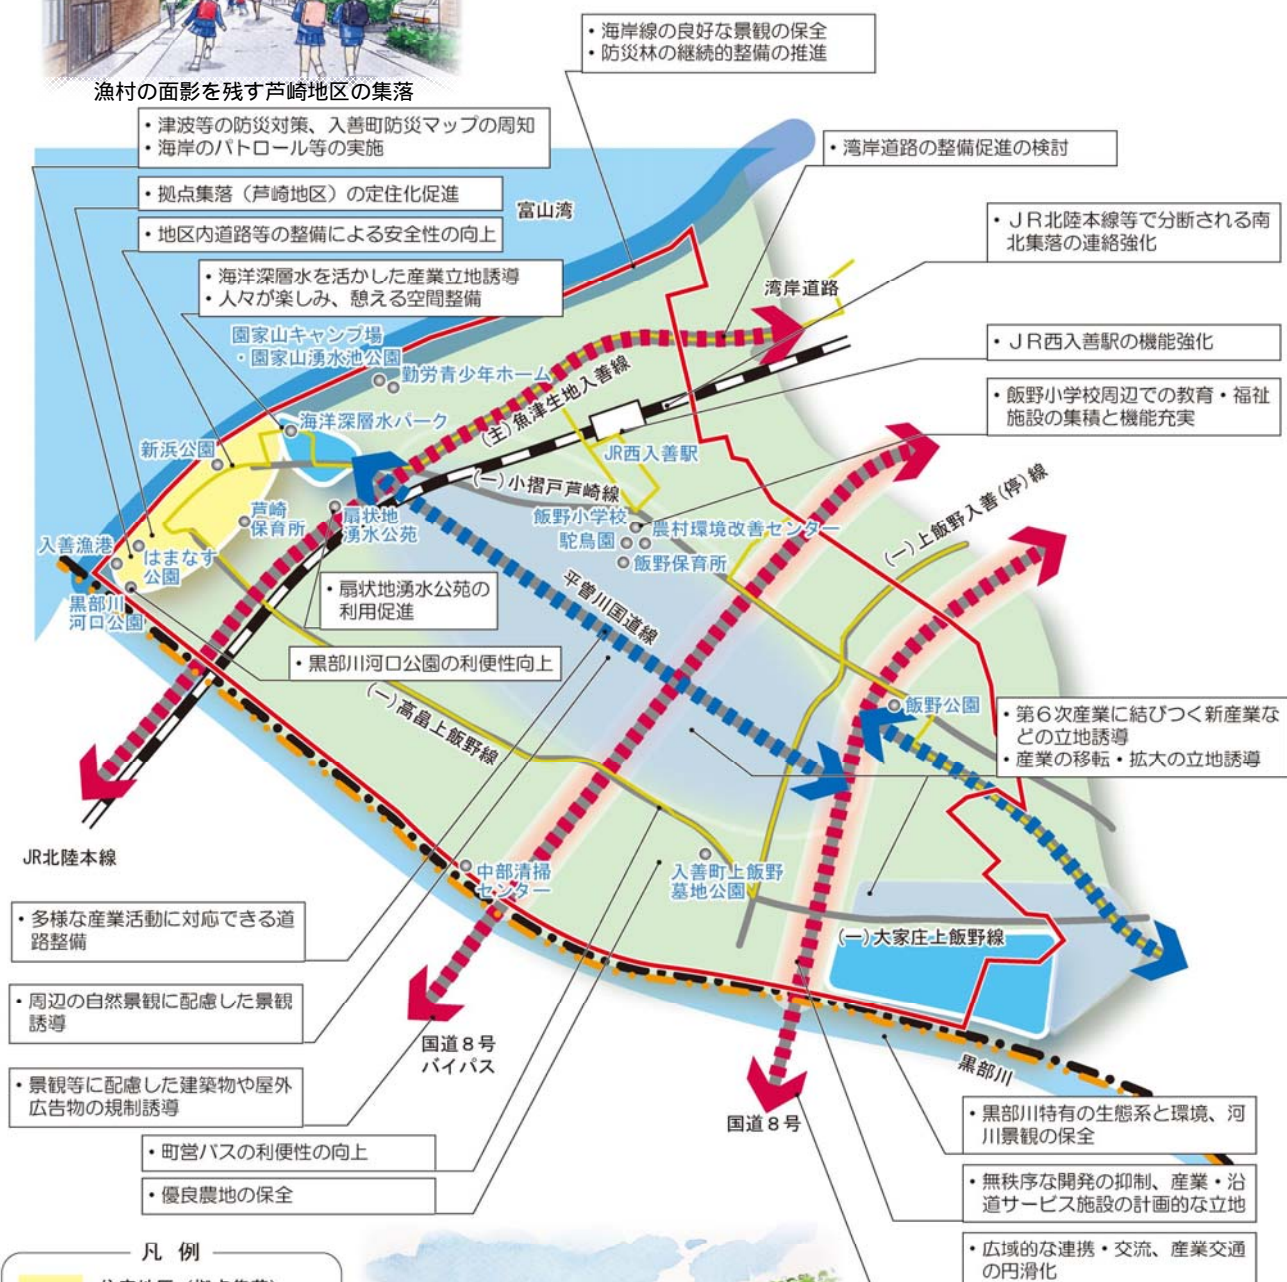 漁村の面影を残す芦崎地区の集落
・海岸線の良好な景観の保全
・防災林の継続的整備の推進
・津波等の防災対策、入善町防災マップの周知
・海岸のパトロール等の実施
・湾岸道路の整備促進の検討
・拠点集落（芦崎地区）の定住化促進
富山湾
・地区内道路等の整備による安全性の向上
・ＪＲ北陸本線等で分断される南
北集落の連絡強化
・海洋深層水を活かした産業立地誘導
・人々が楽しみ、憩える空間整備
湾岸道路
園家山キャンプ場
・園家山湧水池公園
勤労青少年ホーム
・ＪＲ西入善駅の機能強化
(主)魚津生地入善線
・飯野小学校周辺での教育・福祉
施設の集積と機能充実
海洋深層水パーク
新浜公園
JR西入善駅
(一)小摺戸芦崎線
芦崎
保育所
扇状地
湧水公苑
飯野小学校
鴕鳥園
農村環境改善センター
飯野保育所
(一)上飯野入善(停)線
入善漁港
はまなす
公園
黒部川
河口公園
・扇状地湧水公苑の
利用促進
平曽川国道線
・黒部川河口公園の利便性向上
(一)高畠上飯野線
飯野公園
・第６次産業に結びつく新産業な
どの立地誘導
・産業の移転・拡大の立地誘導
JR北陸本線
中部清掃
センター
入善町上飯野
墓地公園
・多様な産業活動に対応できる道
路整備
(一)大家庄上飯野線
・周辺の自然景観に配慮した景観
誘導
国道８号
バイパス
・景観等に配慮した建築物や屋外
広告物の規制誘導
黒部川
国道８号
・黒部川特有の生態系と環境、河
川景観の保全
・町営バスの利便性の向上
・無秩序な開発の抑制、産業・沿
道サービス施設の計画的な立地
・優良農地の保全
・広域的な連携・交流、産業交通
の円滑化
凡 例